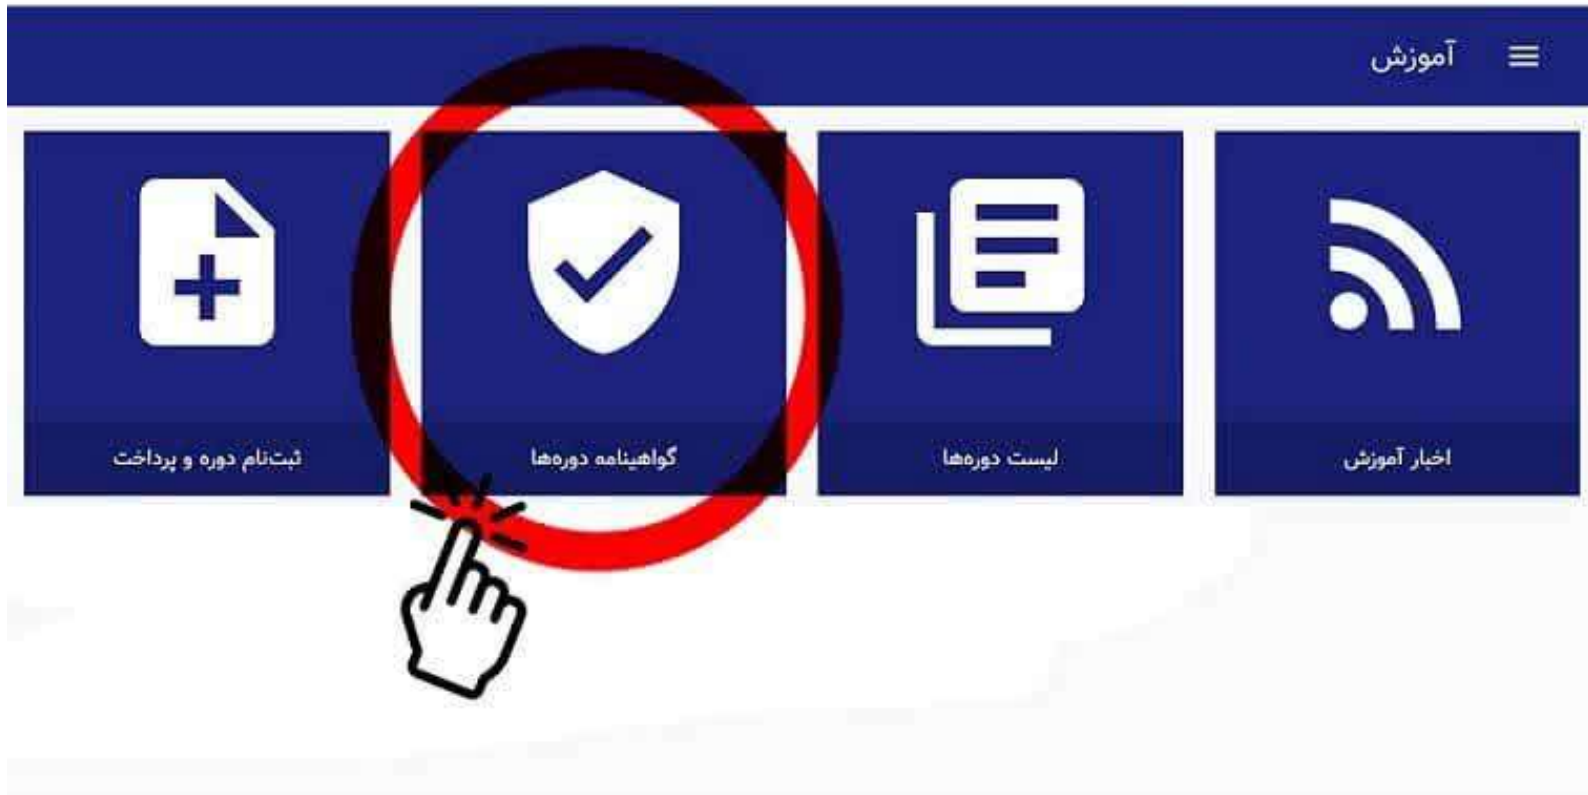 آموزش
اخبار آموزش
لیست دوره‌ها
گواهینامه دوره‌ها
ثبت‌نام دوره و پرداخت